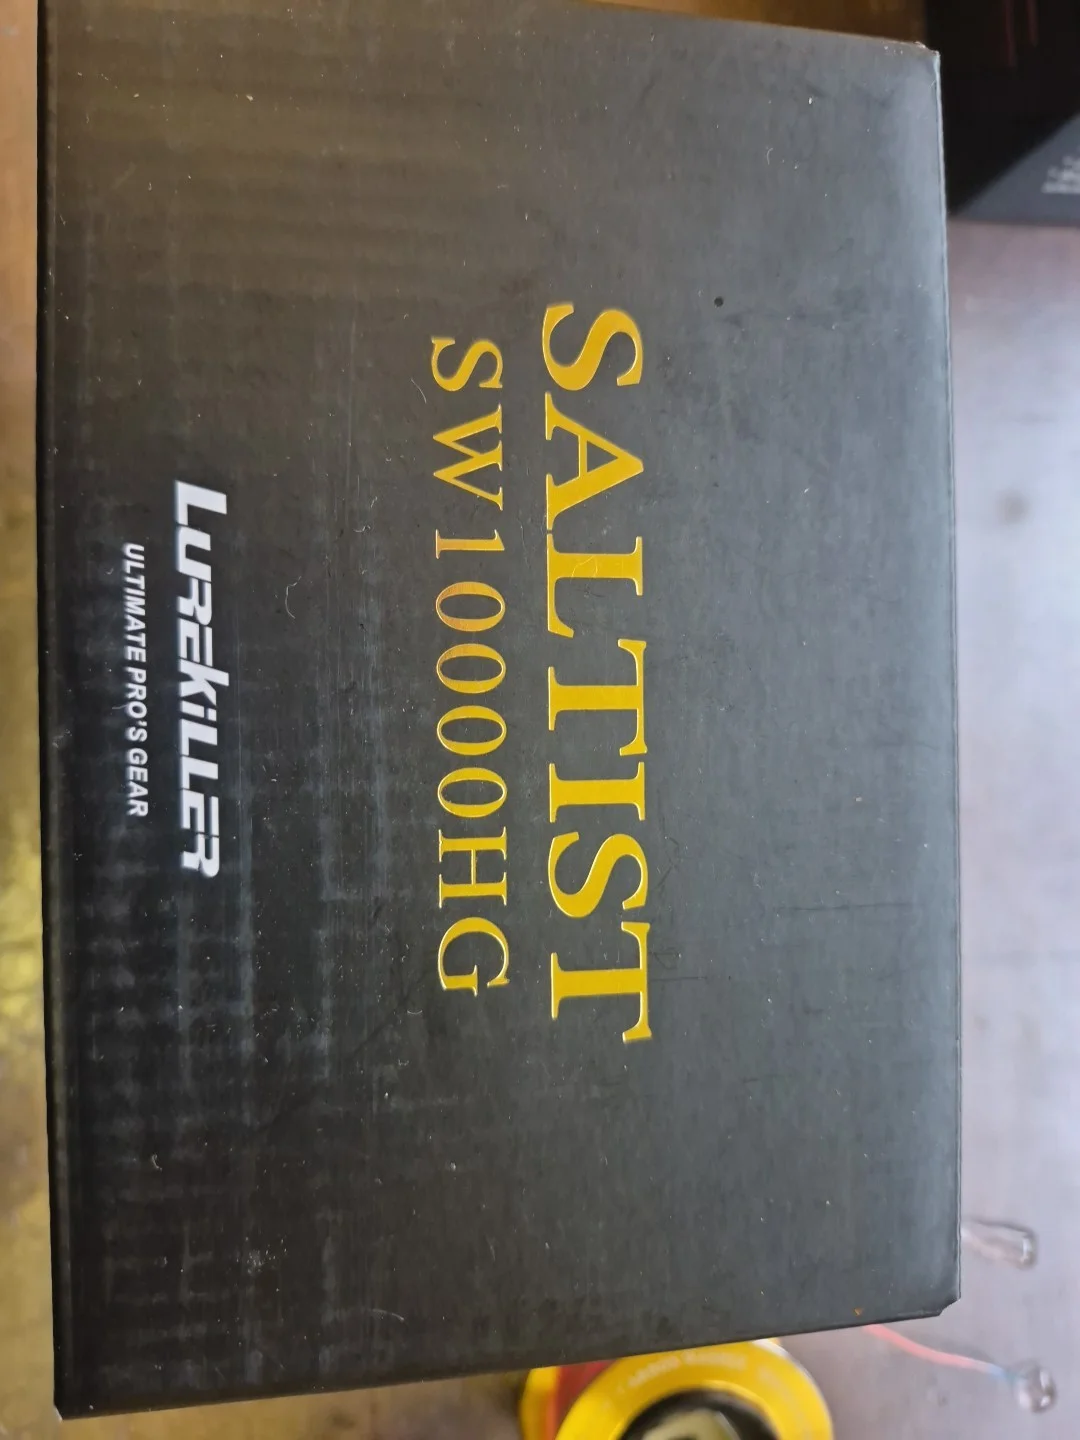 SALTIST
SW10000HG
LUREKILLER
ULTIMATE PRO'S GEAR